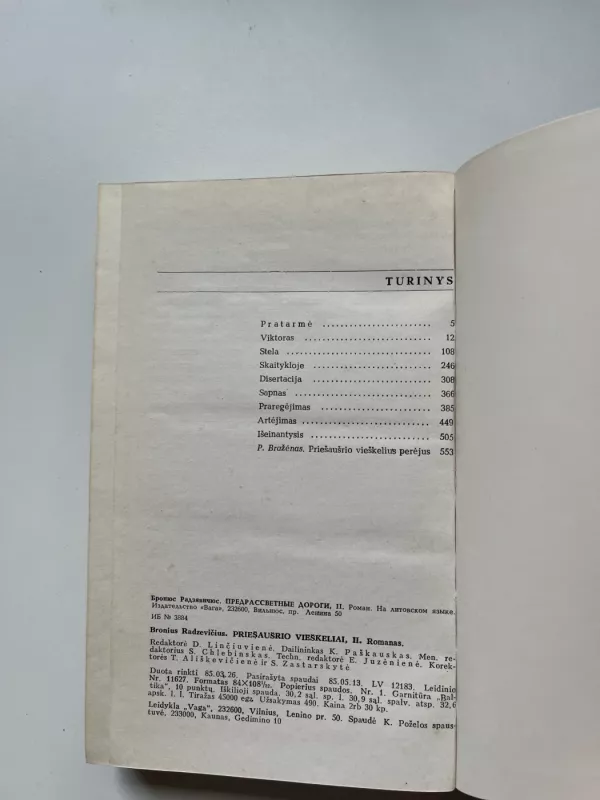 TURINYS
Pratarmė ........................ 5
Viktoras ........................ 12
Stela ........................ 108
Skaitykloje ........................ 246
Disertacija ........................ 308
Sapnas ........................ 366
Praregėjimas ........................ 385
Artėjimas ........................ 449
Išeinantysis ........................ 505
P. Bražėnas. Priešaušrio vieškelius perėjus 553
Бронюс Радзявичюс. ПРЕДРАССВЕТНЫЕ ДОРОГИ, II. Роман. На литовском языке.
Издательство «Вага», 232600, Вильнюс, пр. Ленина 50
ИБ № 3884
Bronius Radzevičius. PRIEŠAUŠRIO VIEŠKELIAI, II. Romanas.
Redaktorė D. Linčiuvienė. Dailininkas K. Paškauskas. Men. re-
daktorius S. Chlebinskas. Techn. redaktorė E. Juzėnienė. Korek-
torės T. Ališkevičienė ir S. Zastarskytė
Duota rinkti 85.03.26. Pasirašyta spaudai 85.05.13. LV 12183. Leidinio
Nr. 11627. Formatas 84×108¹/₃₂. Popierius spaudos. Nr. 1. Garnitūra „Bal-
tika", 10 punktų. Iškilioji spauda. 30,2 sąl. sp. l. 30,9 sąl. spalv. atsp. 32,6
apsk. l. l. Tiražas 45000 egz. Užsakymas 490. Kaina 2rb 30 kp.
Leidykla „Vaga", 232600, Vilnius, Lenino pr. 50. Spaudė K. Poželos spaus-
tuvė, 233000, Kaunas, Gedimino 10